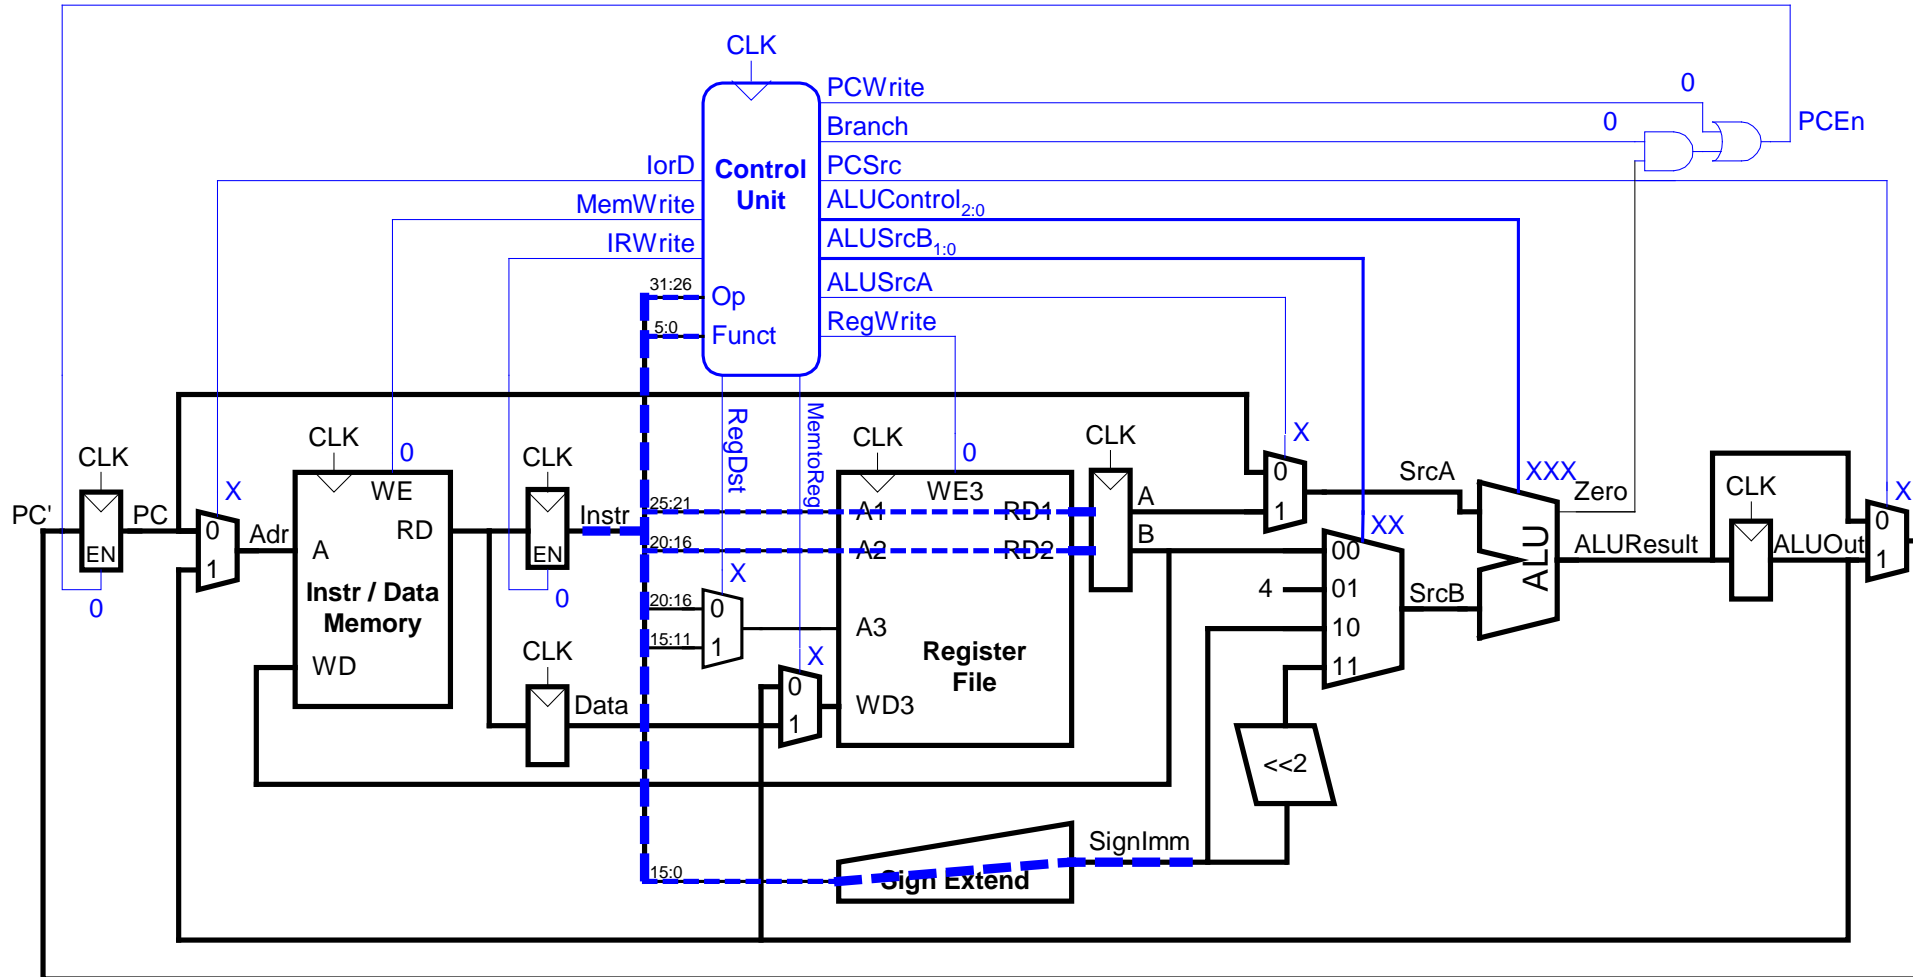 CLK
PCWrite
0
Branch
0
PCEn
IorD
Control
Unit
PCSrc
MemWrite
ALUControl2:0
IRWrite
ALUSrcB1:0
31:26
Op
ALUSrcA
5:0
Funct
RegWrite
RegDst
MemtoReg
CLK
CLK
CLK
CLK
CLK
CLK
0
0
X
X
XXX
X
X
XX
PC'
PC
EN
0
0
1
Adr
WE
RD
A
Instr / Data
Memory
WD
EN
0
Instr
CLK
Data
25:21
20:16
20:16
15:11
X
0
1
X
0
1
WE3
A1
RD1
A2
RD2
A3
Register
File
WD3
A
B
0
1
SrcA
00
4
01
10
11
SrcB
ALU
Zero
ALUResult
ALUOut
0
1
<<2
15:0
Sign Extend
SignImm